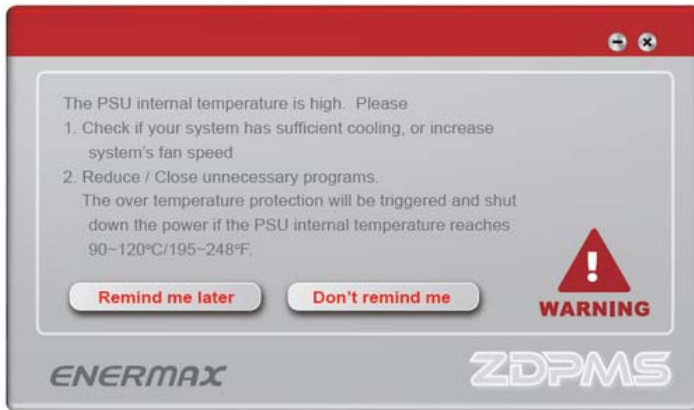 The PSU internal temperature is high. Please
1. Check if your system has sufficient cooling, or increase
system's fan speed
2. Reduce / Close unnecessary programs.
The over temperature protection will be triggered and shut
down the power if the PSU internal temperature reaches
90~120ºC/195~248ºF.
Remind me later
Don't remind me
WARNING
ENERMAX
ZDPMS